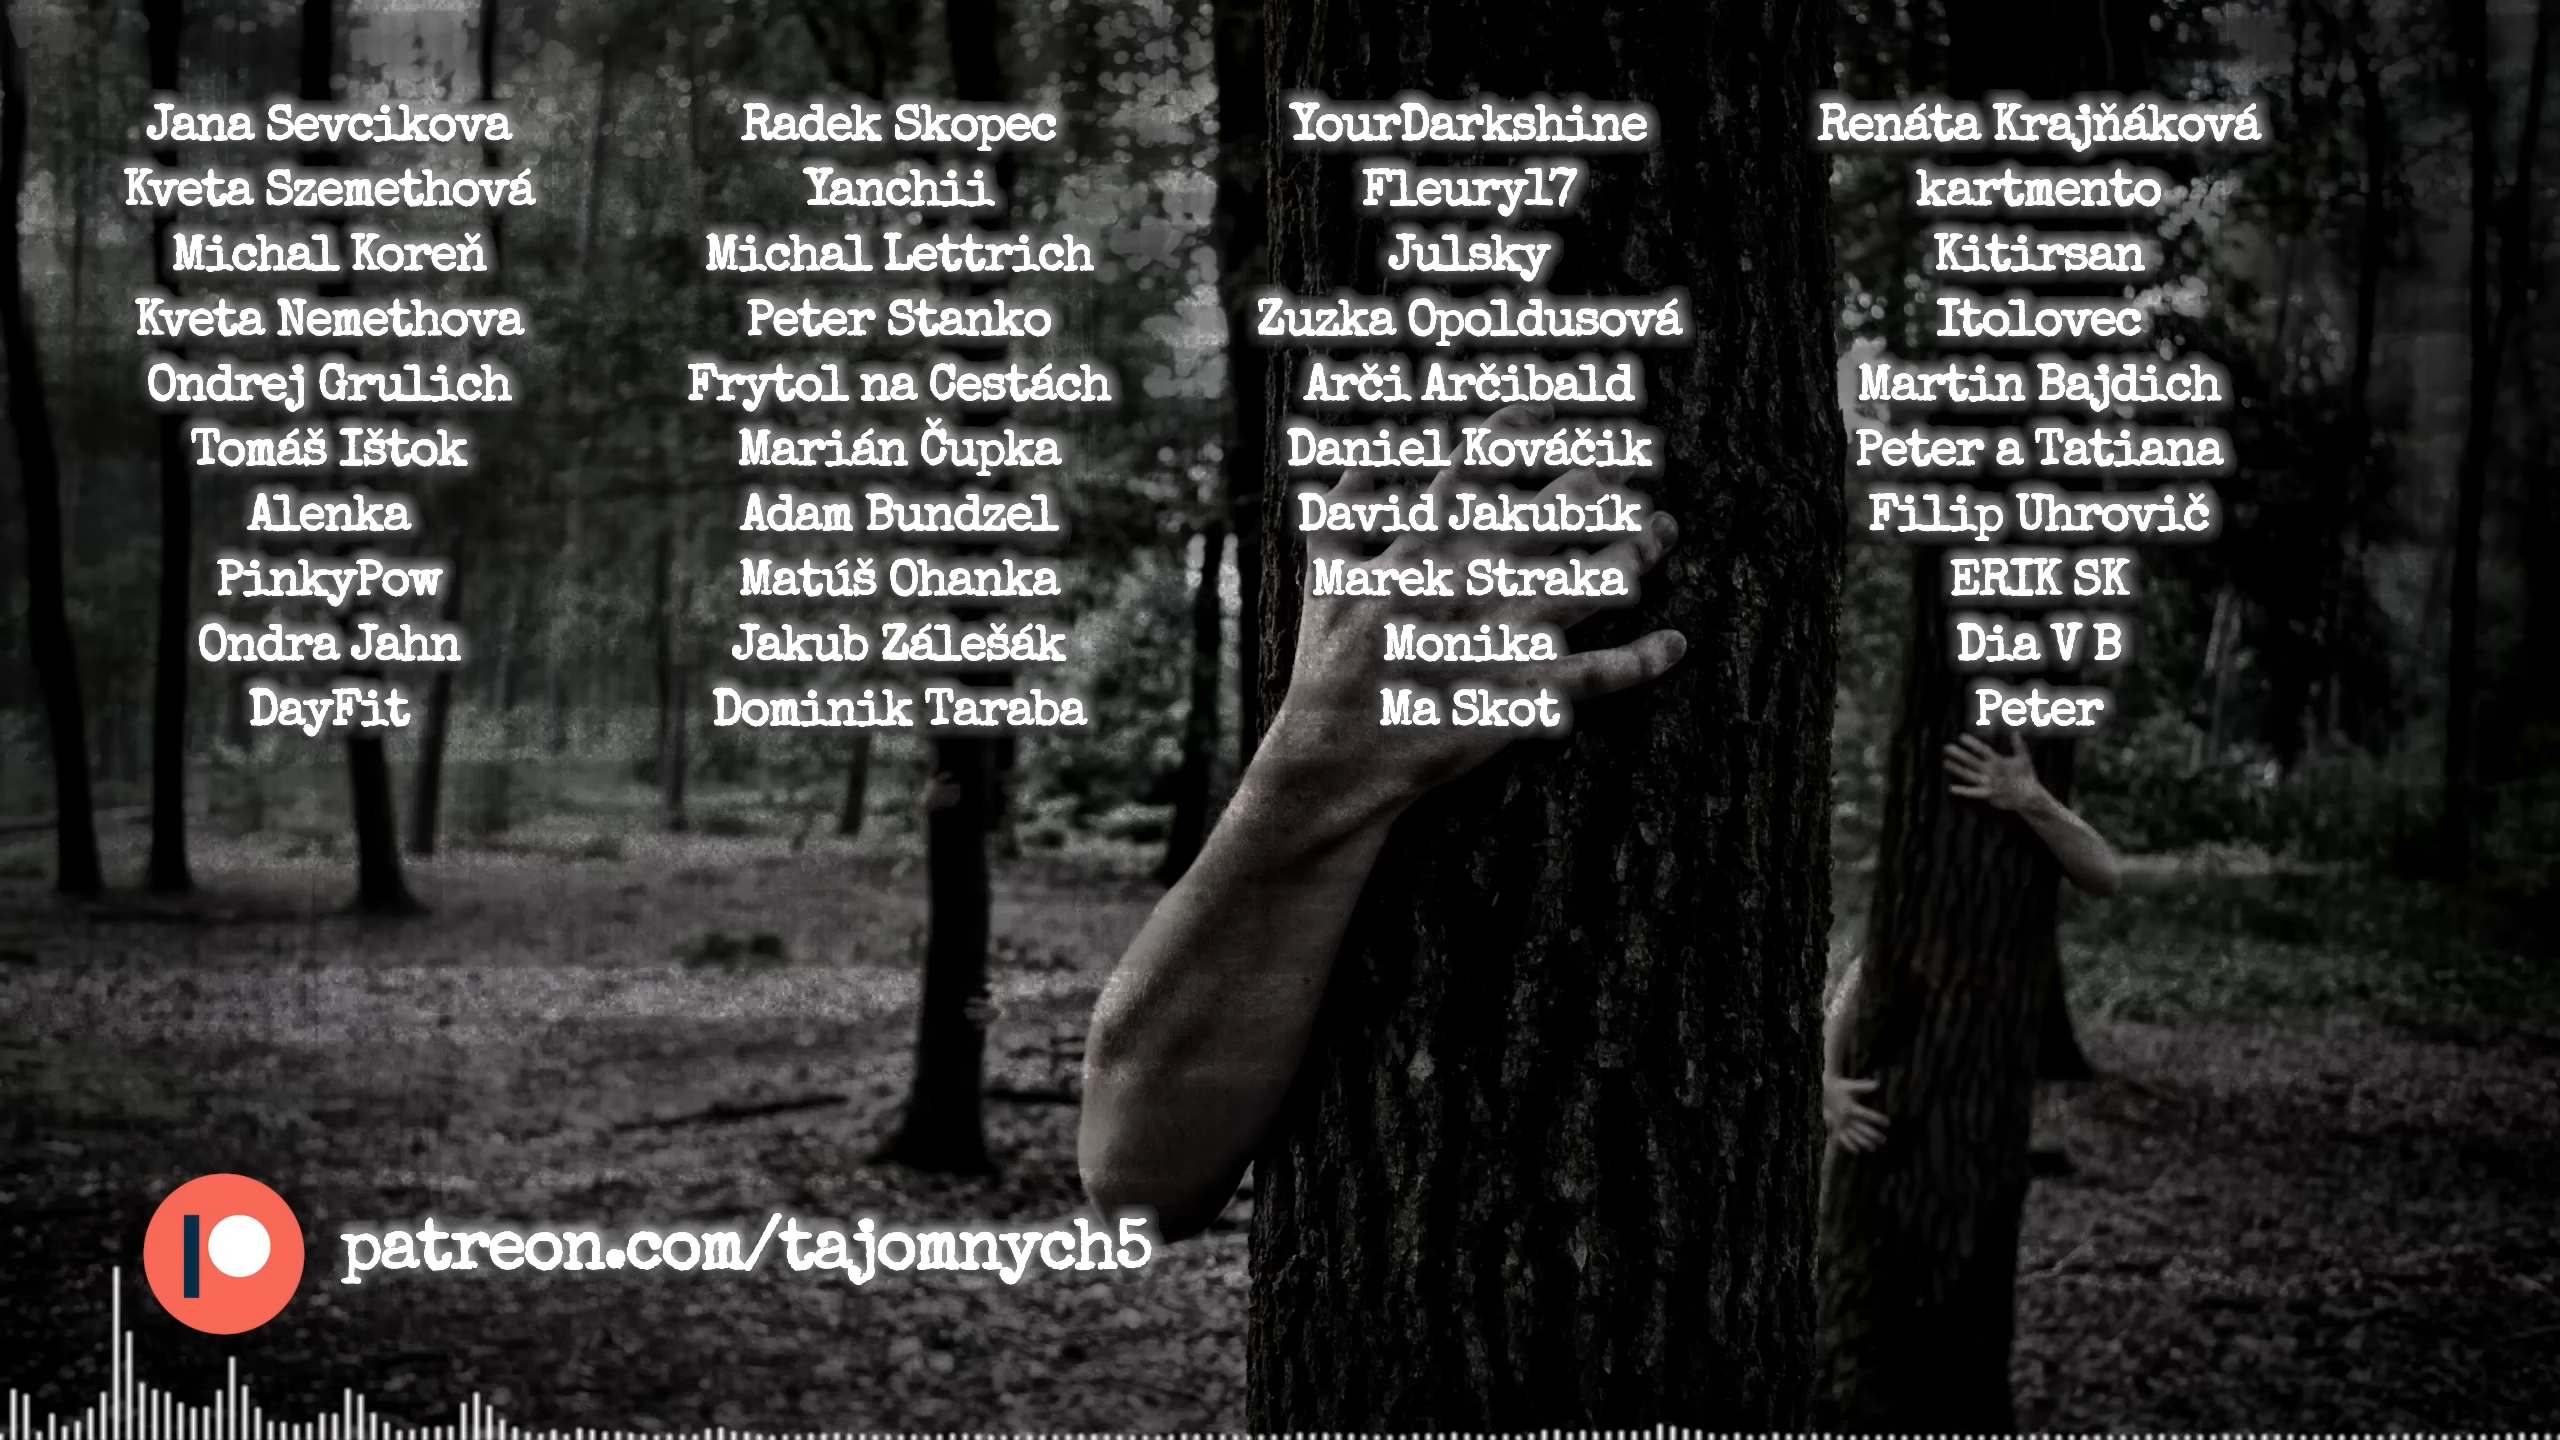 Jana Sevcikova
Kveta Szemethová
Michal Koreň
Kveta Nemethova
Ondrej Grulich
Tomáš Ištok
Alenka
PinkyPow
Ondra Jahn
DayFit
Radek Skopec
Yanchii
Michal Lettrich
Peter Stanko
Frytol na Cestách
Marián Čupka
Adam Bundzel
Matúš Ohanka
Jakub Zálešák
Dominik Taraba
YourDarkshine
Fleury17
Julsky
Zuzka Opoldusová
Arči Arčibald
Daniel Kováčik
David Jakubík
Marek Straka
Monika
Ma Skot
Renáta Krajňáková
kartmento
Kitirsan
Itolovec
Martin Bajdich
Peter a Tatiana
Filip Uhrovič
ERIK SK
Dia V B
Peter
patreon.com/tajomnych5